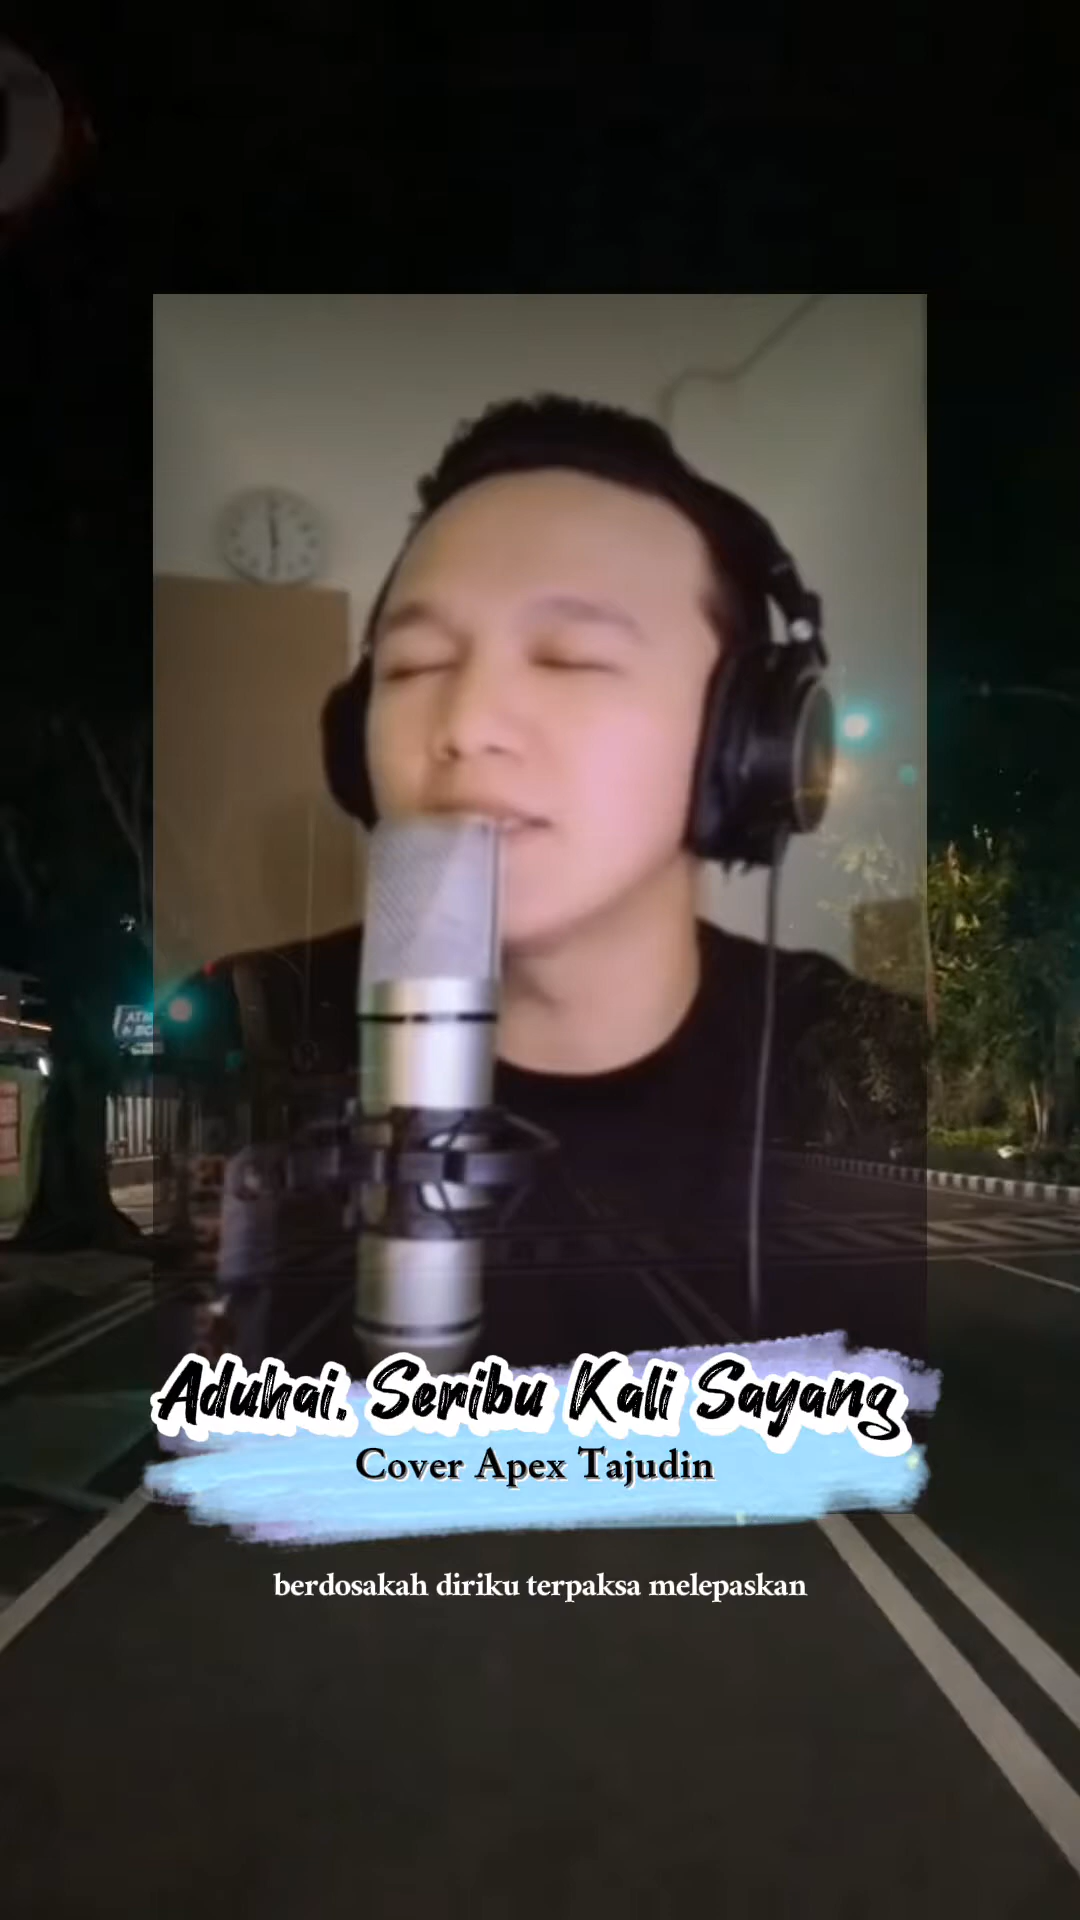 Aduhai. Seribu Kali Sayang
Cover Apex Tajudin
berdosakah diriku terpaksa melepaskan